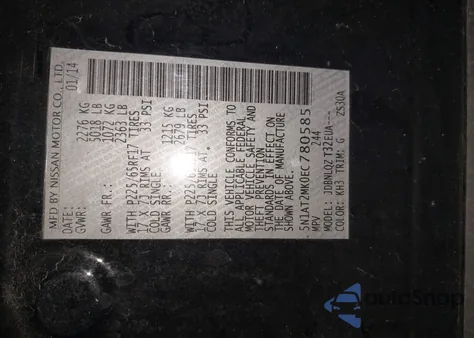 MFD BY NISSAN MOTOR CO., LTD.
DATE: 01/14
GVWR: 2276 KG
5018 LB
GAWR FR.: 1072 KG
2363 LB
WITH P225/65RF17 TIRES
17 X 7J RIMS AT 33 PSI
COLD SINGLE
GAWR RR.: 1215 KG
2679 LB
WITH P225/ TIRES
17 X 7J RIMS AT 33 PSI
COLD SINGLE
THIS VEHICLE CONFORMS TO
ALL APPLICABLE FEDERAL
MOTOR VEHICLE SAFETY AND
THEFT PREVENTION
STANDARDS IN EFFECT ON
THE DATE OF MANUFACTURE
SHOWN ABOVE.
5N1AT2MK0EC780585
MPV 244
MODEL: JDBNLQZ T32EUA---
COLOR: KH3 TRIM: G ZS30A
autoSnap